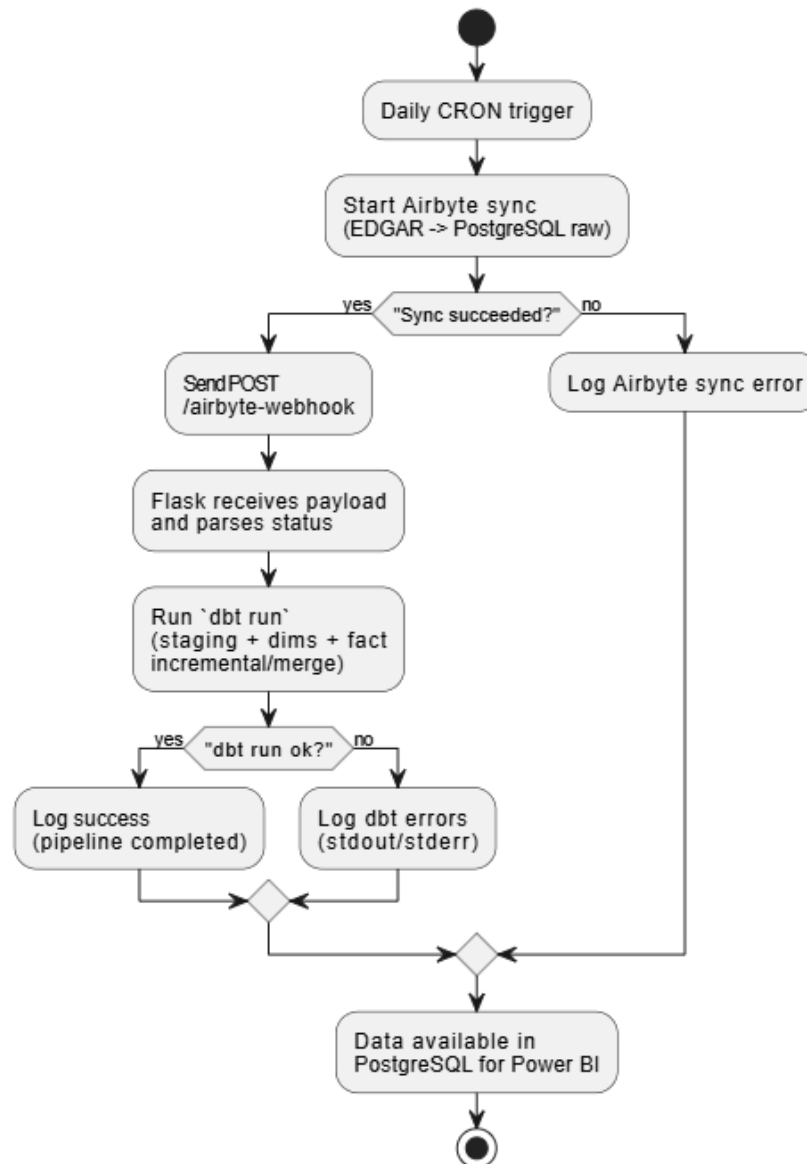 Daily CRON trigger
Start Airbyte sync
(EDGAR -> PostgreSQL raw)
yes
"Sync succeeded?"
no
Send POST
/airbyte-webhook
Log Airbyte sync error
Flask receives payload
and parses status
Run `dbt run`
(staging + dims + fact
incremental/merge)
yes
"dbt run ok?"
no
Log success
(pipeline completed)
Log dbt errors
(stdout/stderr)
Data available in
PostgreSQL for Power BI